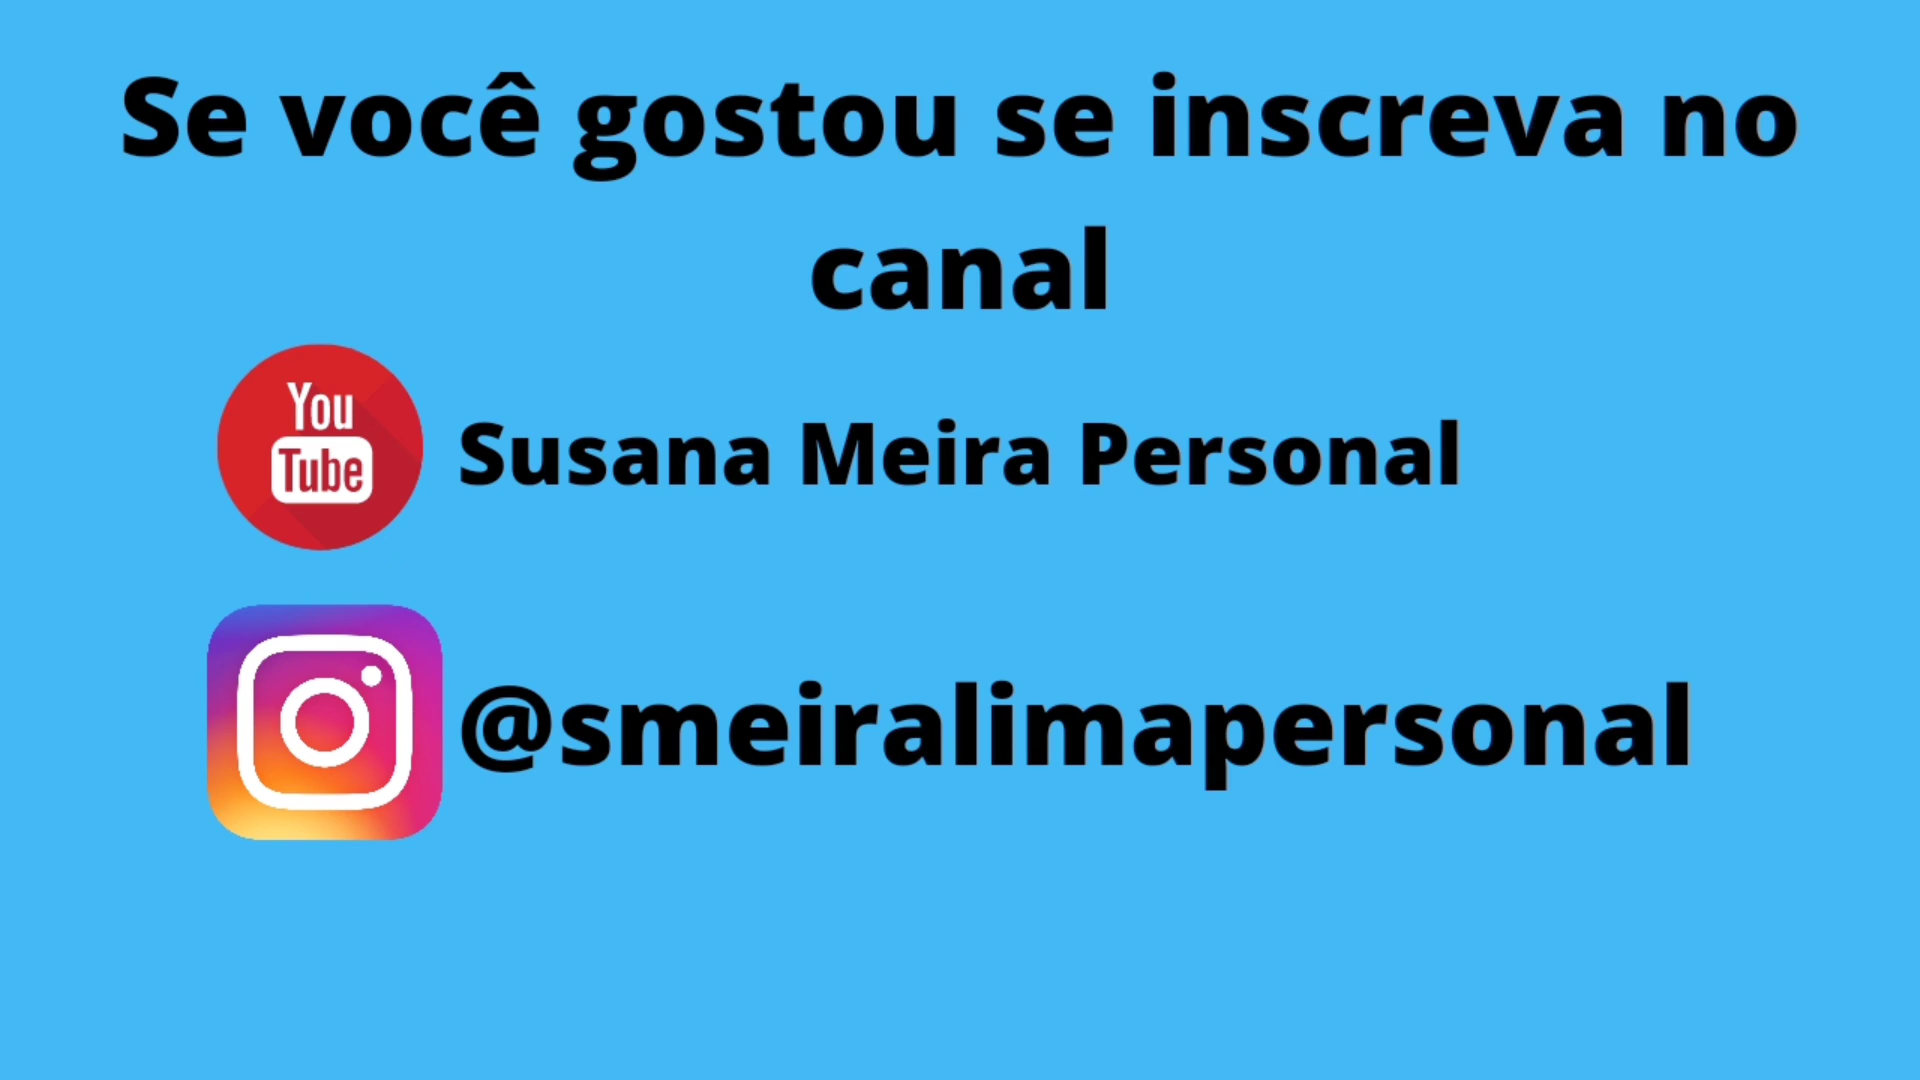 Se você gostou se inscreva no
canal
You
Tube
Susana Meira Personal
@smeiralimapersonal